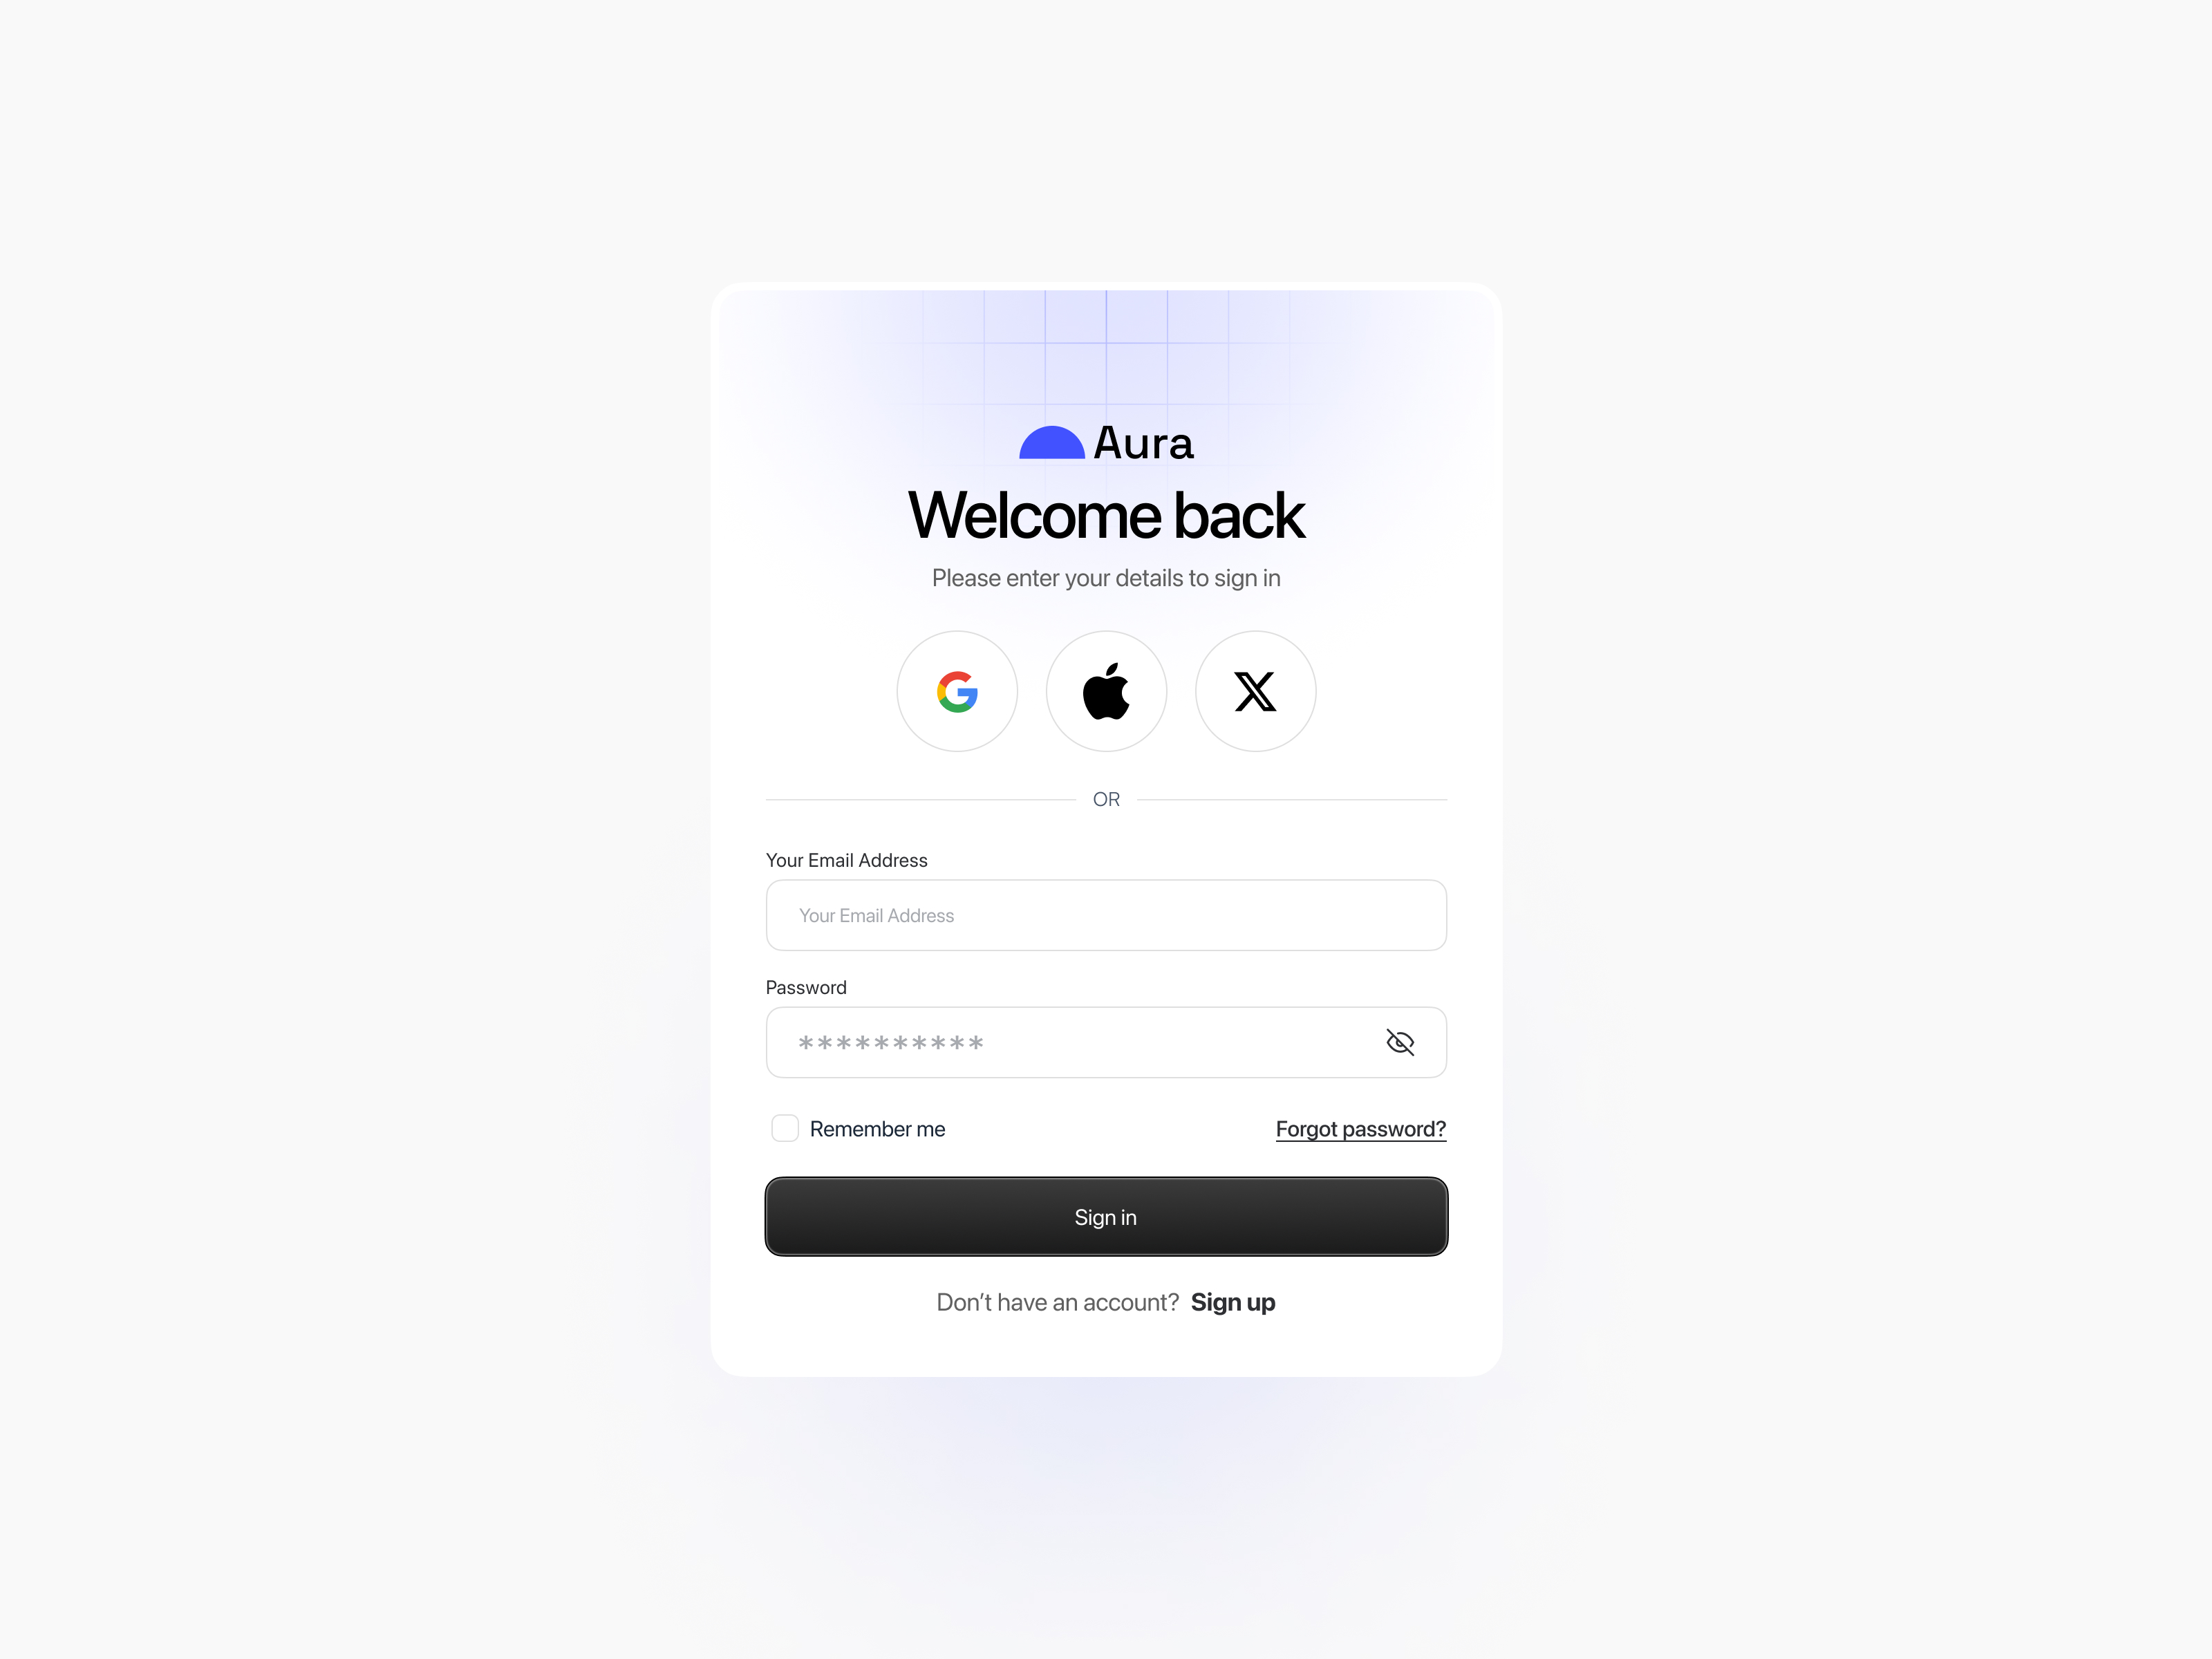 Aura
Welcome back
Please enter your details to sign in
OR
Your Email Address
Your Email Address
Password
**********
Remember me Forgot password?
Sign in
Don’t have an account? Sign up